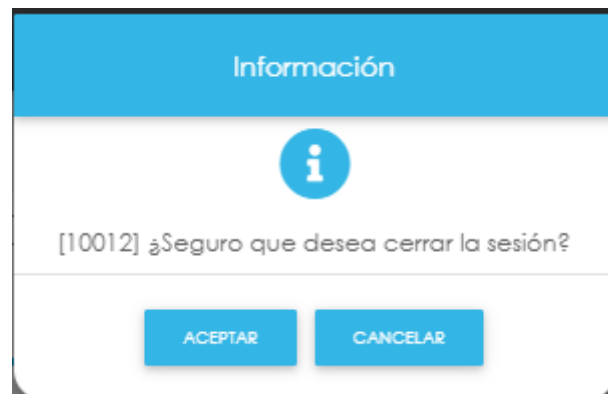 Información
[10012] ¿Seguro que desea cerrar la sesión?
ACEPTAR CANCELAR